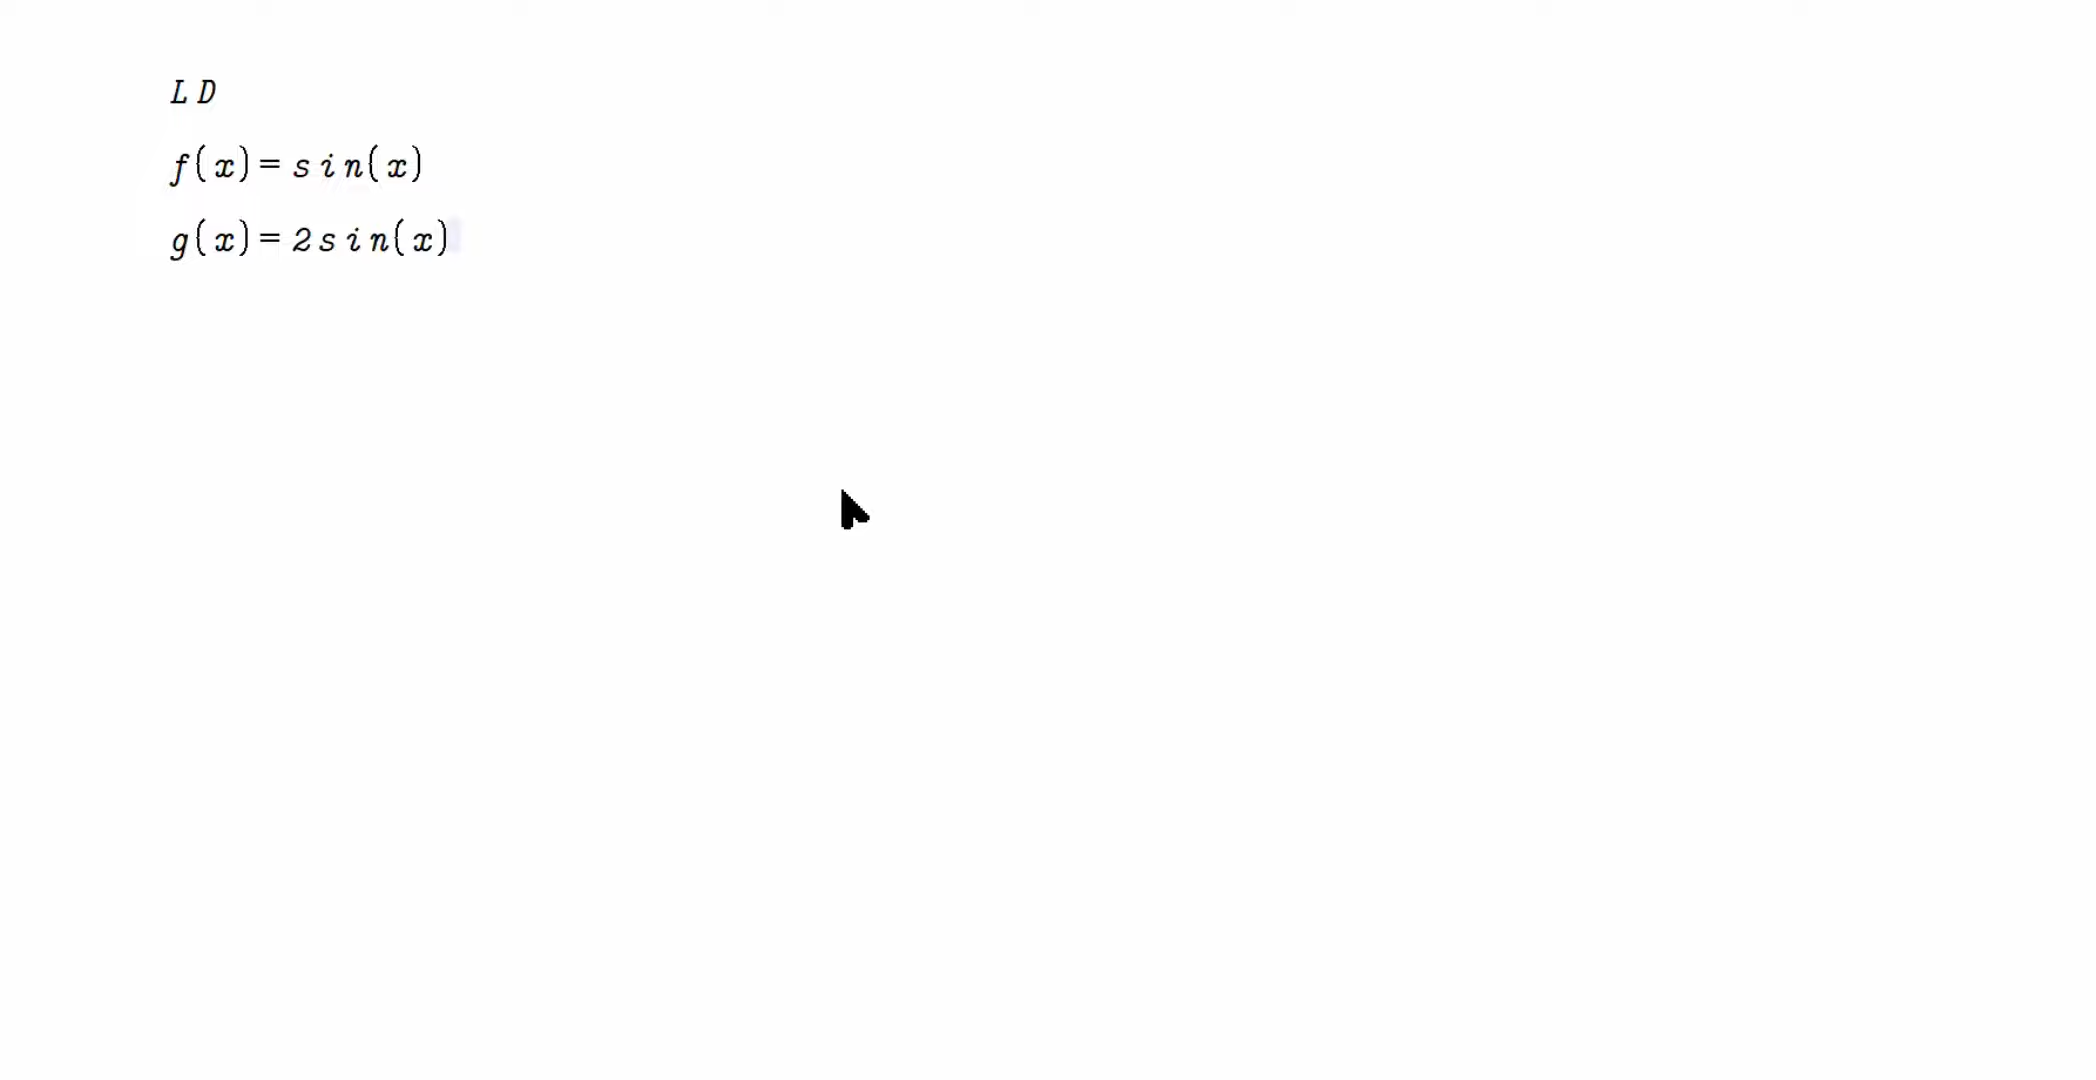 L D
f(x) = sin(x)
g(x) = 2sin(x)